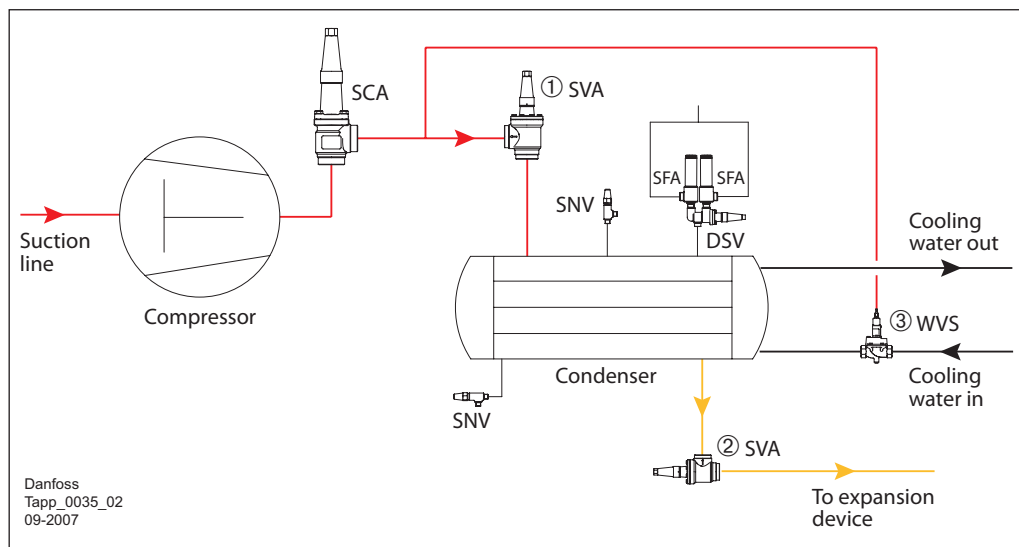 SCA
① SVA
SFA SFA
SNV
DSV
Suction
line
Cooling
water out
Compressor
③ WVS
Condenser
Cooling
water in
SNV
② SVA
To expansion
device
Danfoss
Tapp_0035_02
09-2007